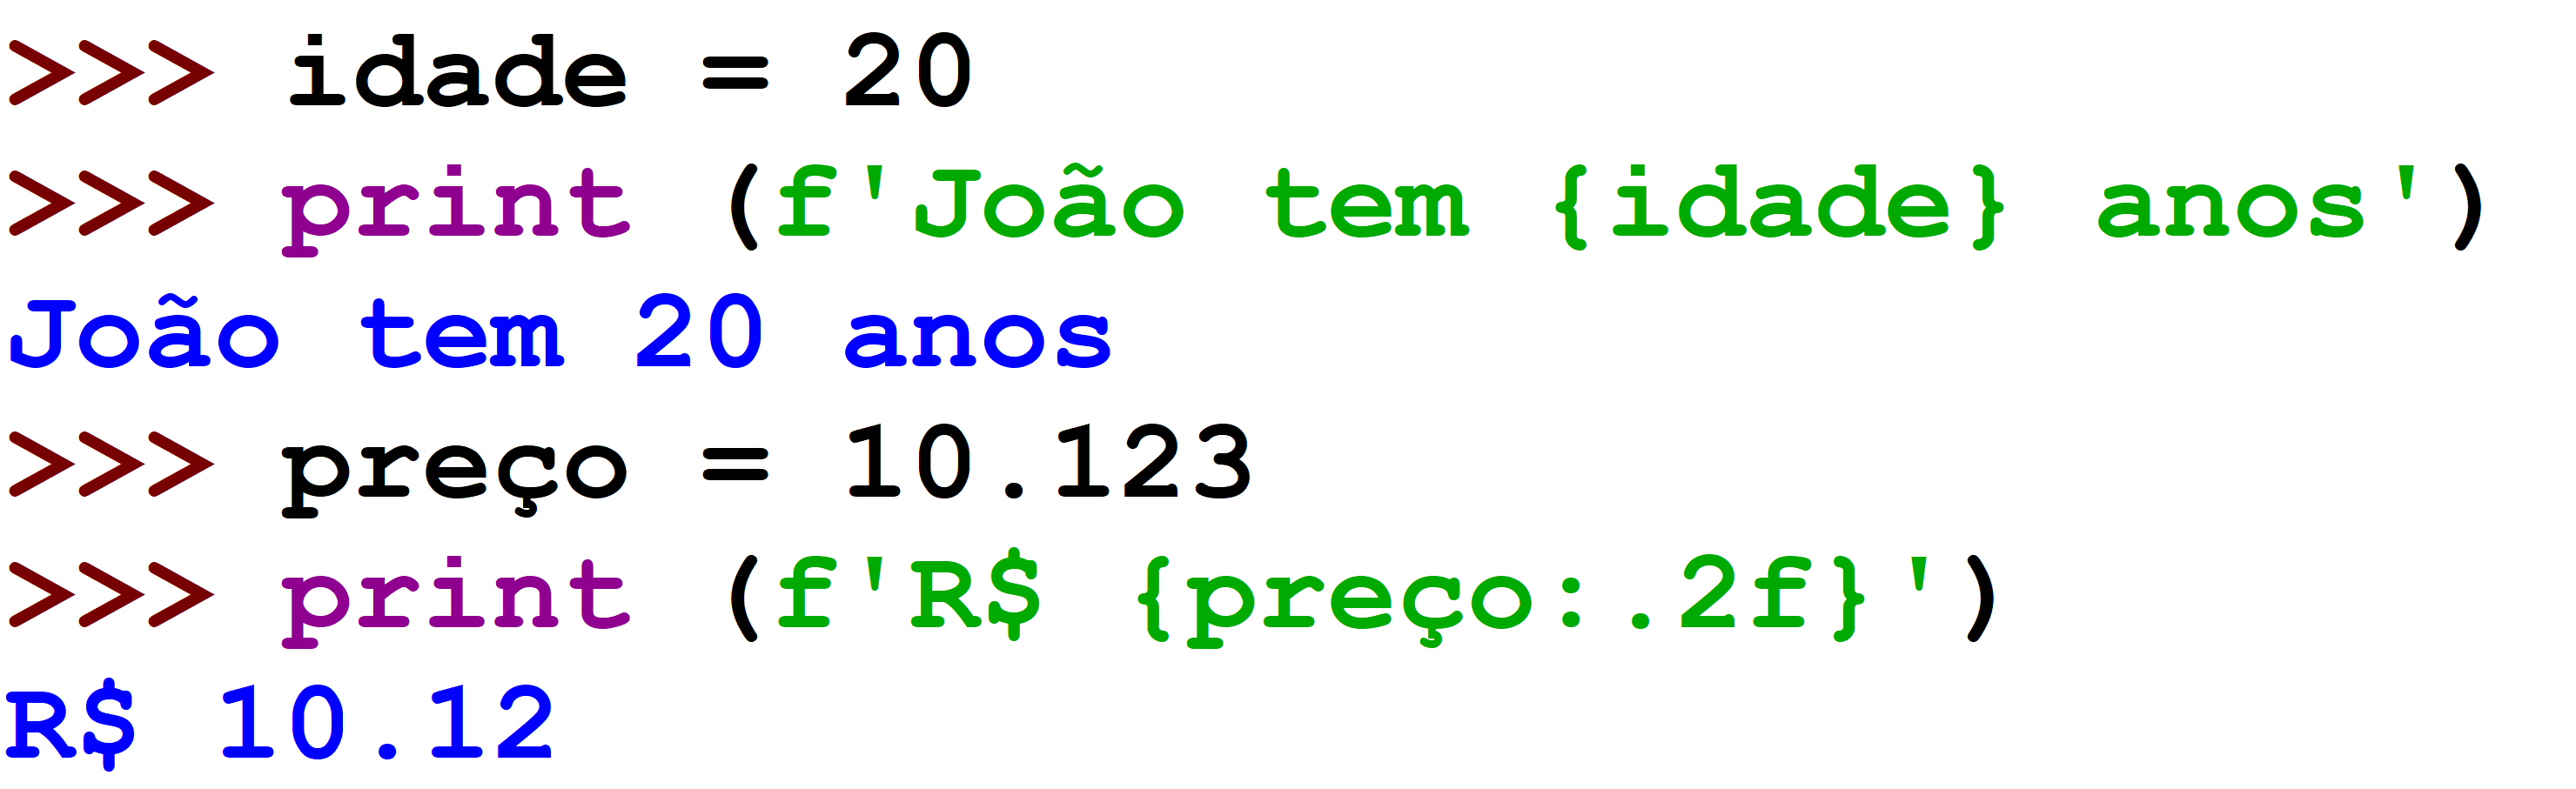 >>> idade = 20
>>> print (f'João tem {idade} anos')
João tem 20 anos
>>> preço = 10.123
>>> print (f'R$ {preço:.2f}')
R$ 10.12